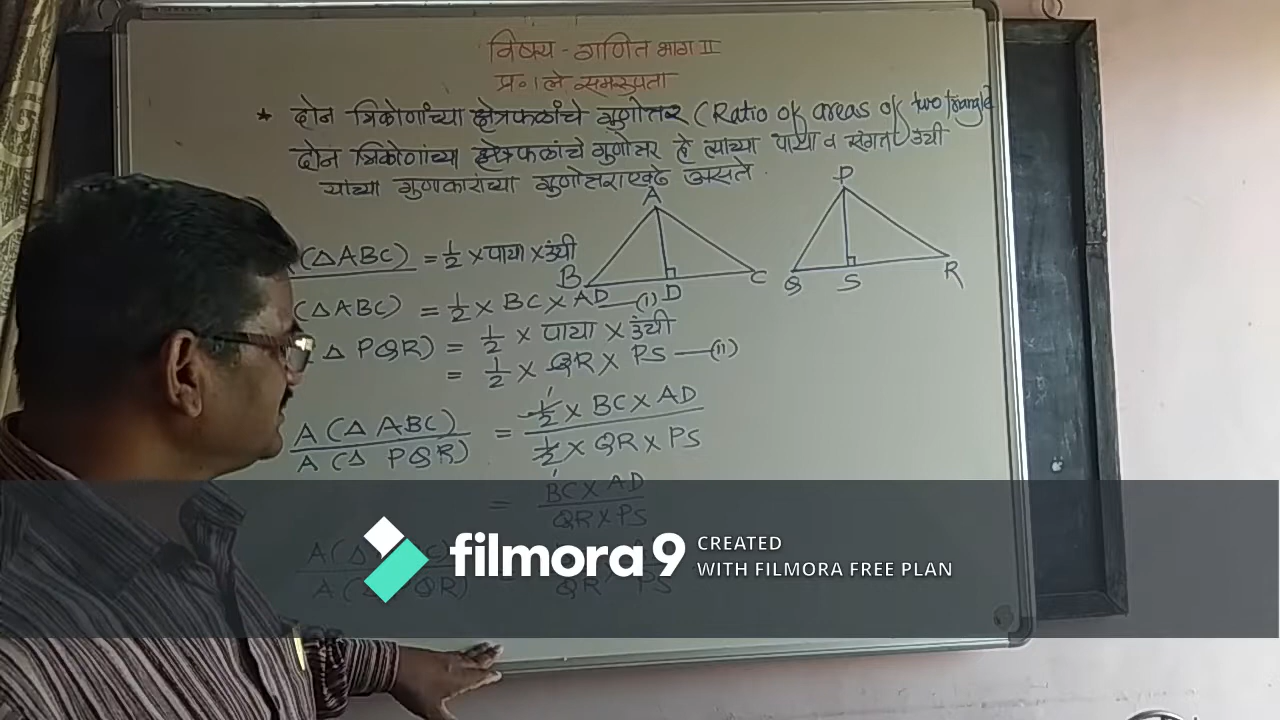 विषय - गणित भाग II
प्र. १ ले समरूपता
* दोन त्रिकोणांच्या क्षेत्रफळांचे गुणोत्तर (Ratio of areas of two triangle
दोन त्रिकोणांच्या क्षेत्रफळांचे गुणोत्तर हे त्यांच्या पाया व संगत उंची
यांच्या गुणाकारांच्या गुणोत्तराएवढे असते.
A
P
(△ABC) = 1/2 × पाया × उंची
B D C
Q S R
(△ABC) = 1/2 × BC × AD —(I)
(△ PQR) = 1/2 × पाया × उंची
= 1/2 × QR × PS —(II)
A(△ ABC) / A(△ PQR) = 1/2 × BC × AD / 1/2 × QR × PS
= BC × AD / QR × PS
filmora9 CREATED
WITH FILMORA FREE PLAN